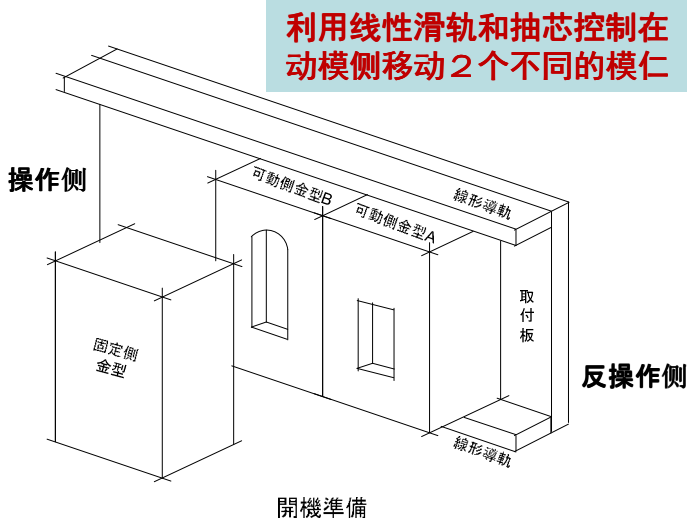 利用线性滑轨和抽芯控制在
动模侧移动２个不同的模仁
操作侧
可動側金型B
可動側金型A
線形導軌
取
付
板
固定側
金型
反操作侧
線形導軌
開機準備